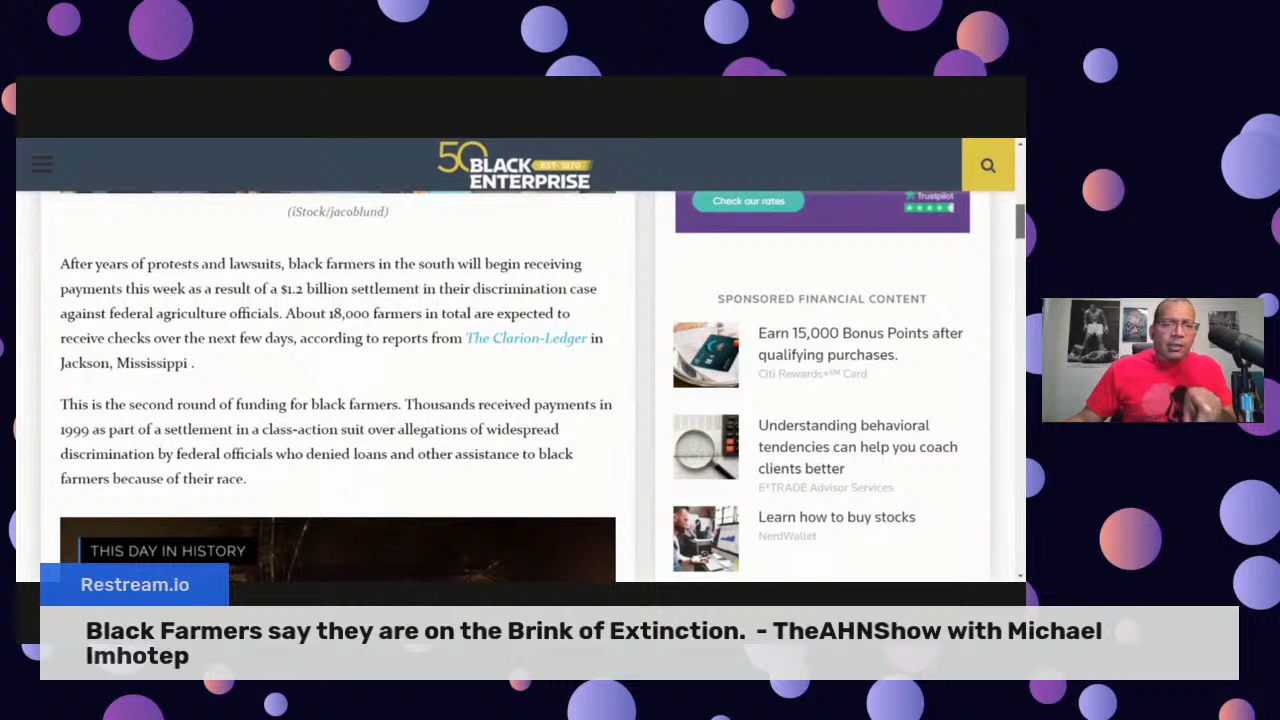 50
EST. 1970
BLACK
ENTERPRISE
(iStock/jacoblund)
After years of protests and lawsuits, black farmers in the south will begin receiving
payments this week as a result of a $1.2 billion settlement in their discrimination case
against federal agriculture officials. About 18,000 farmers in total are expected to
receive checks over the next few days, according to reports from The Clarion-Ledger in
Jackson, Mississippi .
This is the second round of funding for black farmers. Thousands received payments in
1999 as part of a settlement in a class-action suit over allegations of widespread
discrimination by federal officials who denied loans and other assistance to black
farmers because of their race.
THIS DAY IN HISTORY
Check our rates
Trustpilot
SPONSORED FINANCIAL CONTENT
Earn 15,000 Bonus Points after
qualifying purchases.
Citi Rewards+℠ Card
Understanding behavioral
tendencies can help you coach
clients better
E*TRADE Advisor Services
Learn how to buy stocks
NerdWallet
Restream.io
Black Farmers say they are on the Brink of Extinction. - TheAHNShow with Michael
Imhotep